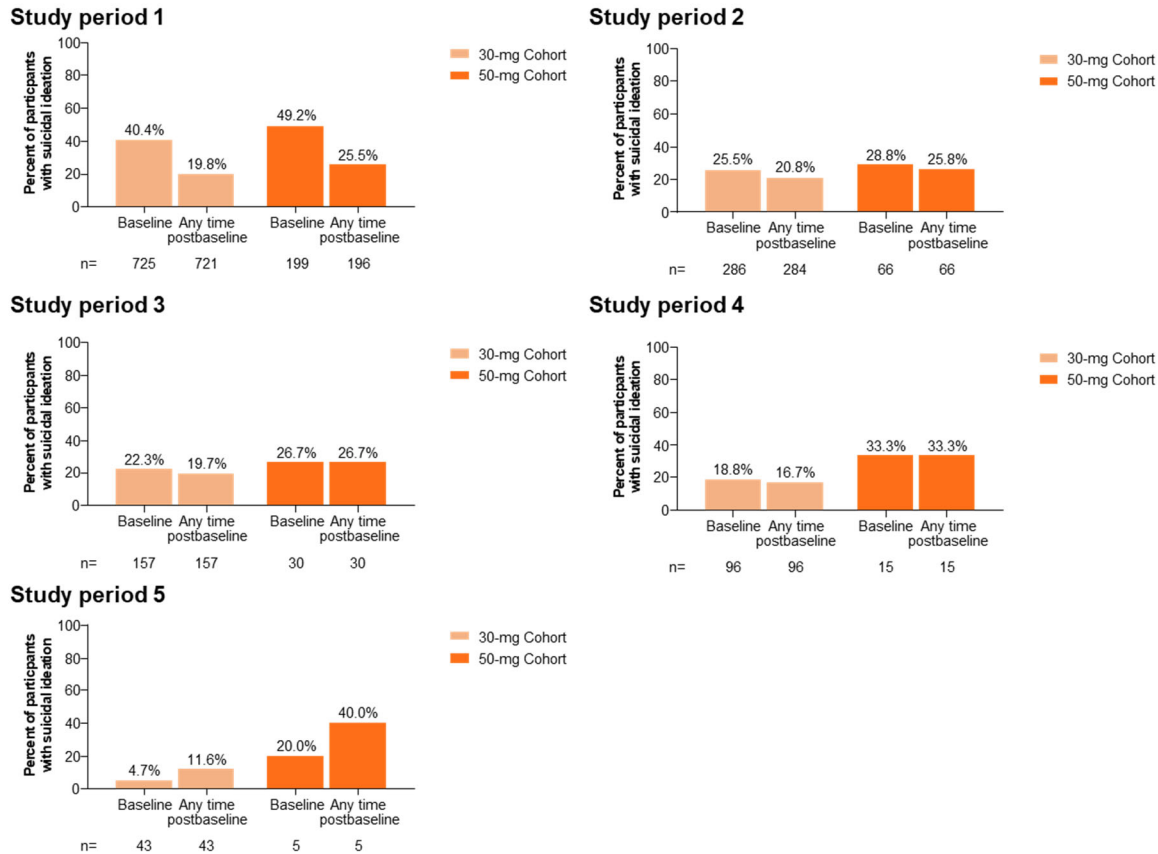 Study period 1
Percent of particpants
with suicidal ideation
100
80
60
40
20
0
40.4%
19.8%
49.2%
25.5%
Baseline Any time postbaseline Baseline Any time postbaseline
n= 725 721 199 196
30-mg Cohort
50-mg Cohort
Study period 2
Percent of particpants
with suicidal ideation
100
80
60
40
20
0
25.5%
20.8%
28.8%
25.8%
Baseline Any time postbaseline Baseline Any time postbaseline
n= 286 284 66 66
30-mg Cohort
50-mg Cohort
Study period 3
Percent of particpants
with suicidal ideation
100
80
60
40
20
0
22.3%
19.7%
26.7%
26.7%
Baseline Any time postbaseline Baseline Any time postbaseline
n= 157 157 30 30
30-mg Cohort
50-mg Cohort
Study period 4
Percent of particpants
with suicidal ideation
100
80
60
40
20
0
18.8%
16.7%
33.3%
33.3%
Baseline Any time postbaseline Baseline Any time postbaseline
n= 96 96 15 15
30-mg Cohort
50-mg Cohort
Study period 5
Percent of particpants
with suicidal ideation
100
80
60
40
20
0
4.7%
11.6%
20.0%
40.0%
Baseline Any time postbaseline Baseline Any time postbaseline
n= 43 43 5 5
30-mg Cohort
50-mg Cohort